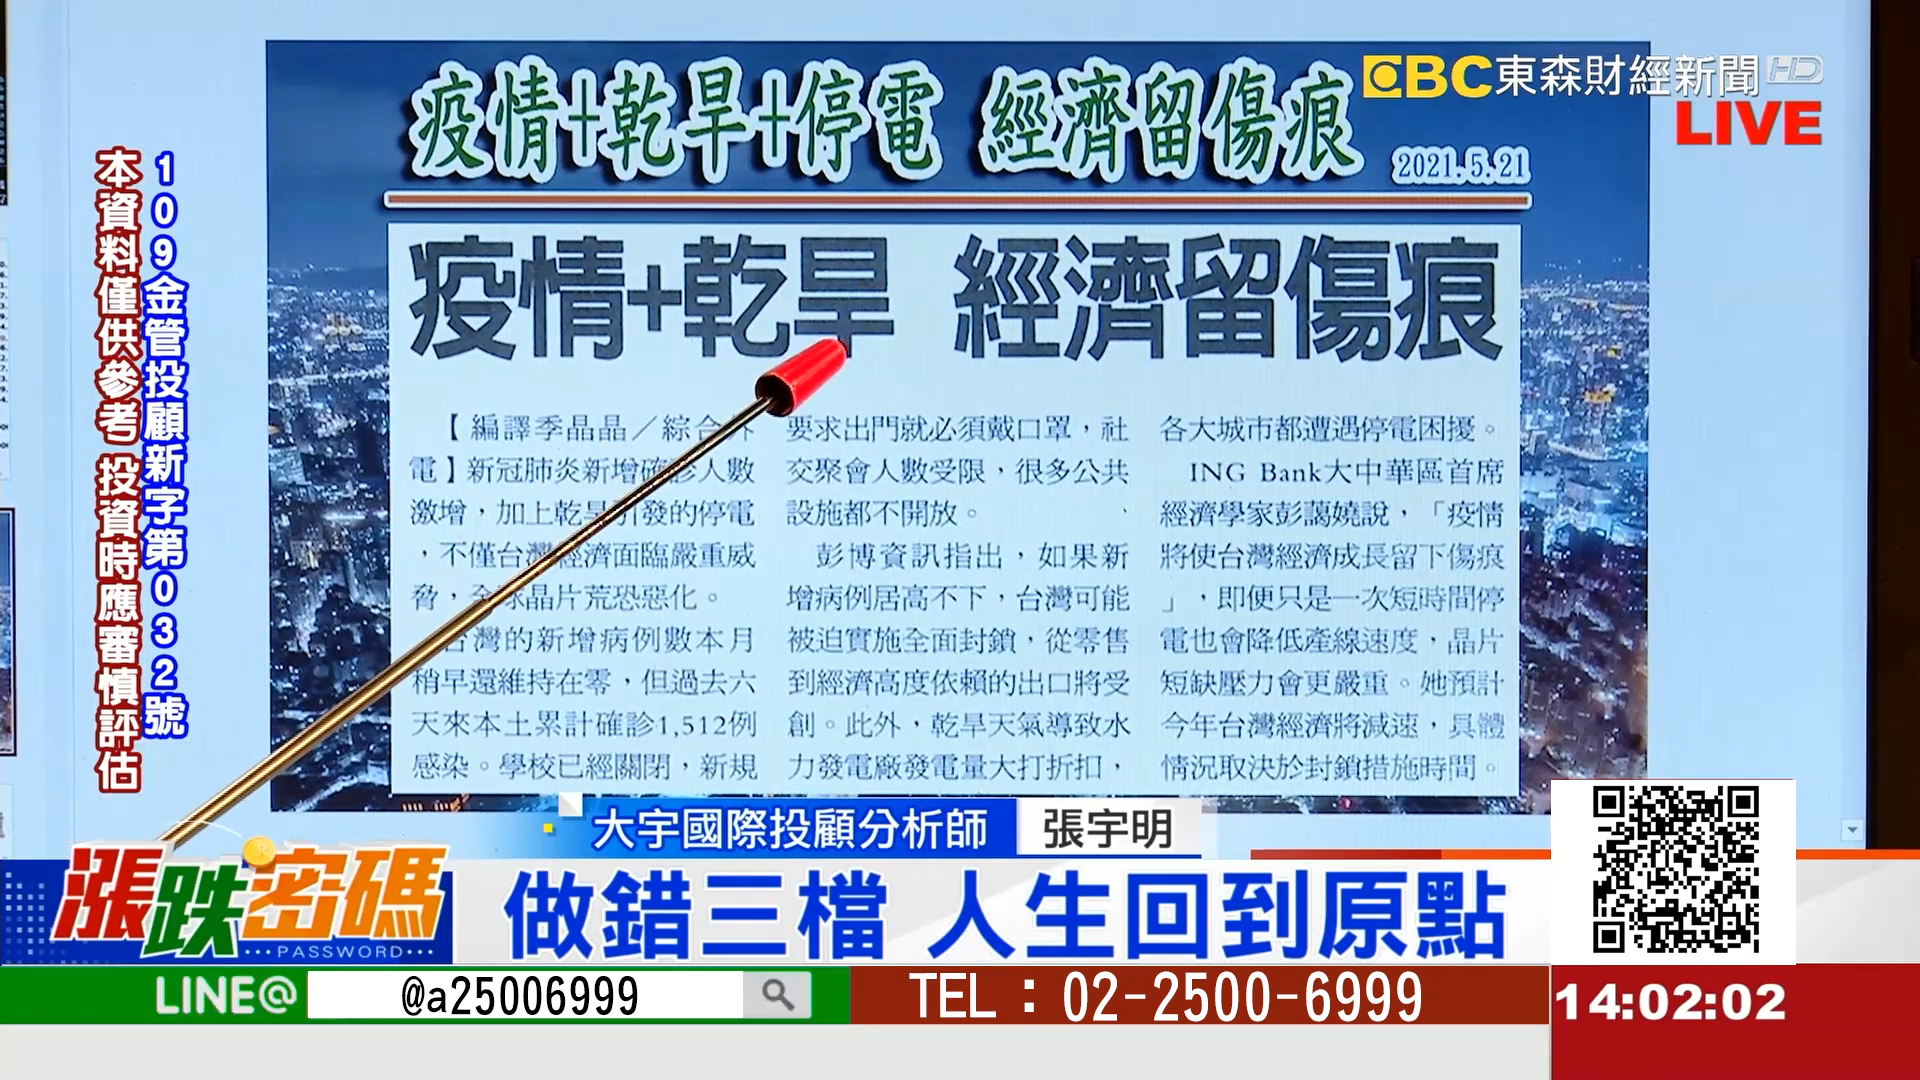 疫情+乾旱+停電 經濟留傷痕
2021.5.21
EBC東森財經新聞HD
LIVE
109金管投顧新字第032號
本資料僅供參考 投資時應審慎評估
疫情+乾旱 經濟留傷痕
【編譯季晶晶／綜合外
電】新冠肺炎新增確診人數
激增，加上乾旱引發的停電
，不僅台灣經濟面臨嚴重威
脅，全球晶片荒恐惡化。
台灣的新增病例數本月
稍早還維持在零，但過去六
天來本土累計確診1,512例
感染。學校已經關閉，新規
要求出門就必須戴口罩，社
交聚會人數受限，很多公共
設施都不開放。
彭博資訊指出，如果新
增病例居高不下，台灣可能
被迫實施全面封鎖，從零售
到經濟高度依賴的出口將受
創。此外，乾旱天氣導致水
力發電廠發電量大打折扣，
各大城市都遭遇停電困擾。
ING Bank大中華區首席
經濟學家彭藹嬈說，「疫情
將使台灣經濟成長留下傷痕
」，即便只是一次短時間停
電也會降低產線速度，晶片
短缺壓力會更嚴重。她預計
今年台灣經濟將減速，具體
情況取決於封鎖措施時間。
大宇國際投顧分析師 張宇明
漲跌密碼
PASSWORD
做錯三檔 人生回到原點
LINE@ @a25006999
TEL：02-2500-6999
14:02:02